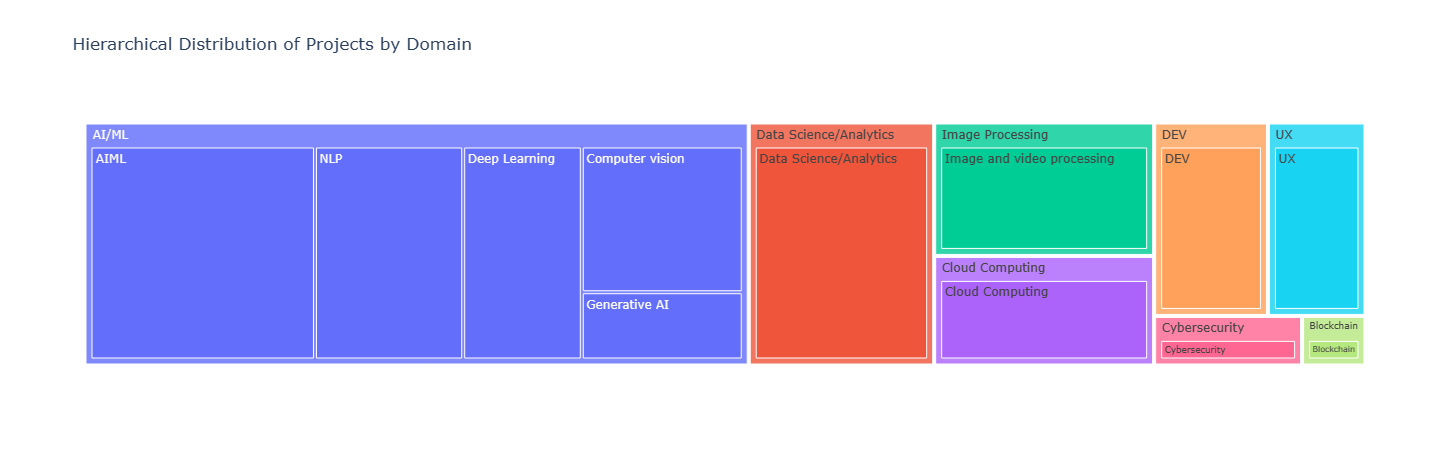 Hierarchical Distribution of Projects by Domain
AI/ML
AIML
NLP
Deep Learning
Computer vision
Generative AI
Data Science/Analytics
Data Science/Analytics
Image Processing
Image and video processing
Cloud Computing
Cloud Computing
DEV
DEV
UX
UX
Cybersecurity
Cybersecurity
Blockchain
Blockchain